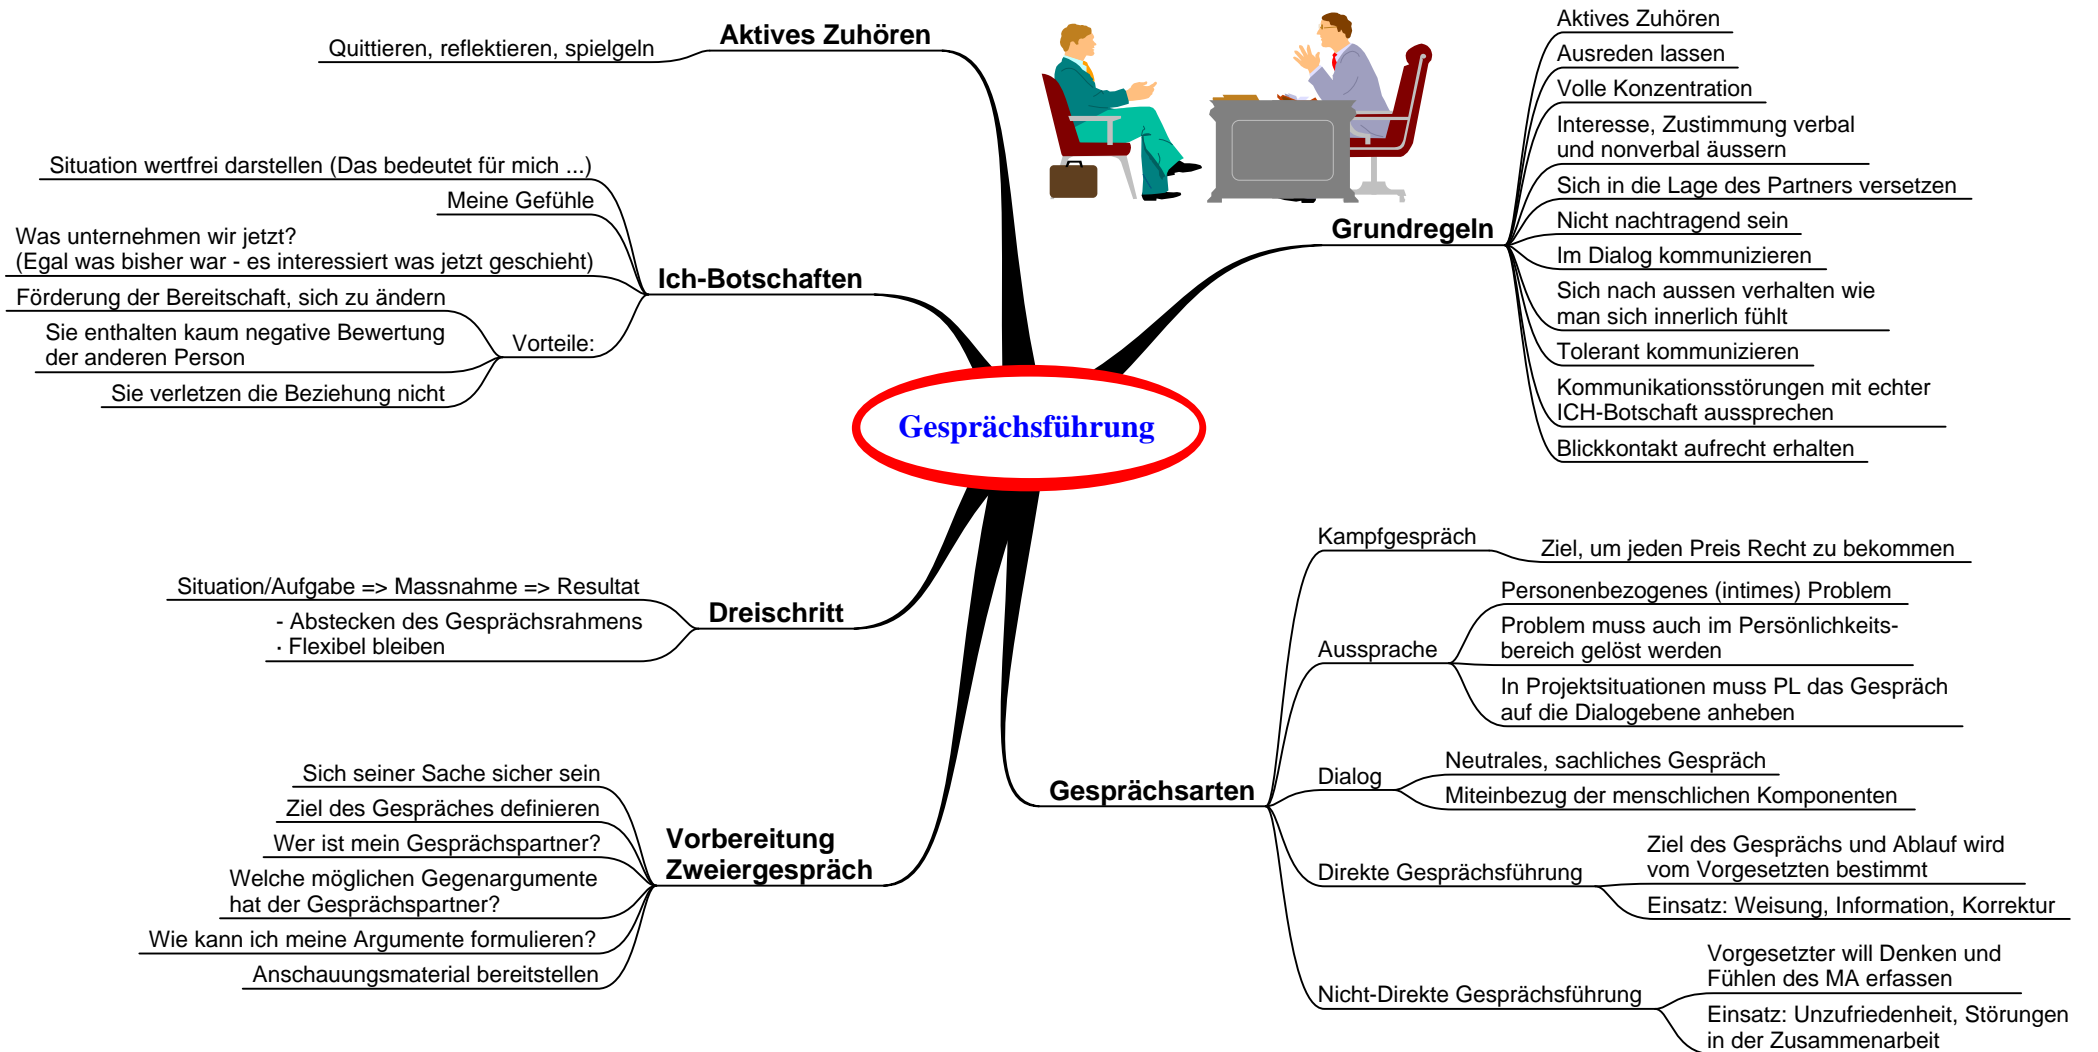 Gesprächsführung
Aktives Zuhören
Quittieren, reflektieren, spielgeln
Ich-Botschaften
Situation wertfrei darstellen (Das bedeutet für mich ...)
Meine Gefühle
Was unternehmen wir jetzt?
(Egal was bisher war - es interessiert was jetzt geschieht)
Vorteile:
Förderung der Bereitschaft, sich zu ändern
Sie enthalten kaum negative Bewertung
der anderen Person
Sie verletzen die Beziehung nicht
Dreischritt
Situation/Aufgabe => Massnahme => Resultat
- Abstecken des Gesprächsrahmens
· Flexibel bleiben
Vorbereitung
Zweiergespräch
Sich seiner Sache sicher sein
Ziel des Gespräches definieren
Wer ist mein Gesprächspartner?
Welche möglichen Gegenargumente
hat der Gesprächspartner?
Wie kann ich meine Argumente formulieren?
Anschauungsmaterial bereitstellen
Grundregeln
Aktives Zuhören
Ausreden lassen
Volle Konzentration
Interesse, Zustimmung verbal
und nonverbal äussern
Sich in die Lage des Partners versetzen
Nicht nachtragend sein
Im Dialog kommunizieren
Sich nach aussen verhalten wie
man sich innerlich fühlt
Tolerant kommunizieren
Kommunikationsstörungen mit echter
ICH-Botschaft aussprechen
Blickkontakt aufrecht erhalten
Gesprächsarten
Kampfgespräch
Ziel, um jeden Preis Recht zu bekommen
Aussprache
Personenbezogenes (intimes) Problem
Problem muss auch im Persönlichkeits-
bereich gelöst werden
In Projektsituationen muss PL das Gespräch
auf die Dialogebene anheben
Dialog
Neutrales, sachliches Gespräch
Miteinbezug der menschlichen Komponenten
Direkte Gesprächsführung
Ziel des Gesprächs und Ablauf wird
vom Vorgesetzten bestimmt
Einsatz: Weisung, Information, Korrektur
Nicht-Direkte Gesprächsführung
Vorgesetzter will Denken und
Fühlen des MA erfassen
Einsatz: Unzufriedenheit, Störungen
in der Zusammenarbeit